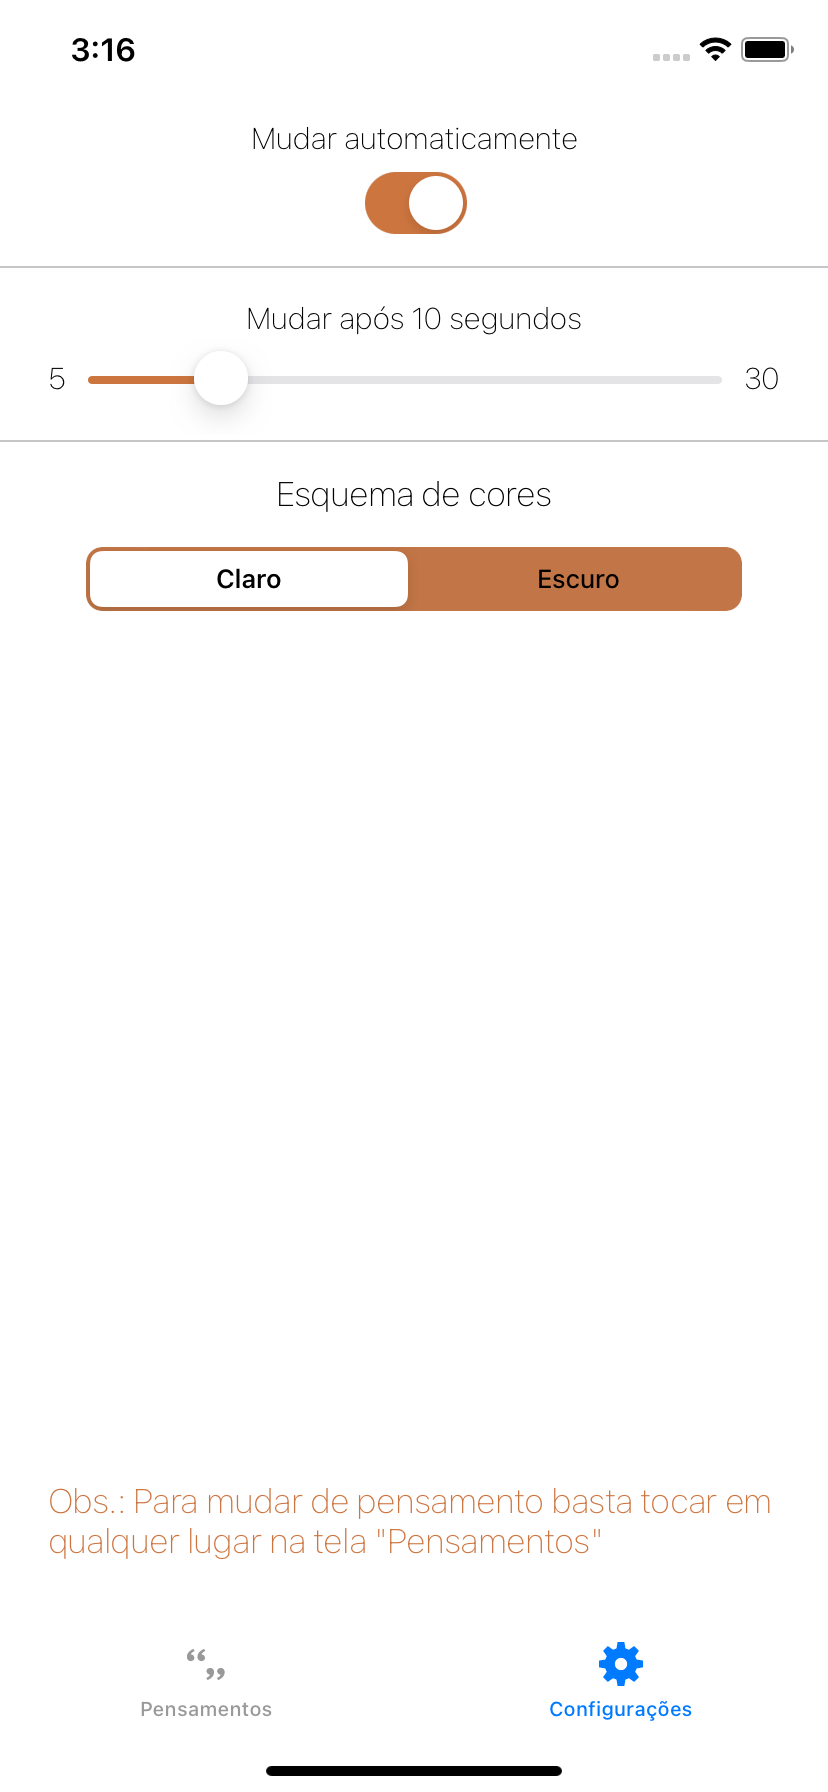 3:16
Mudar automaticamente
Mudar após 10 segundos
5
30
Esquema de cores
Claro
Escuro
Obs.: Para mudar de pensamento basta tocar em
qualquer lugar na tela "Pensamentos"
Pensamentos
Configurações